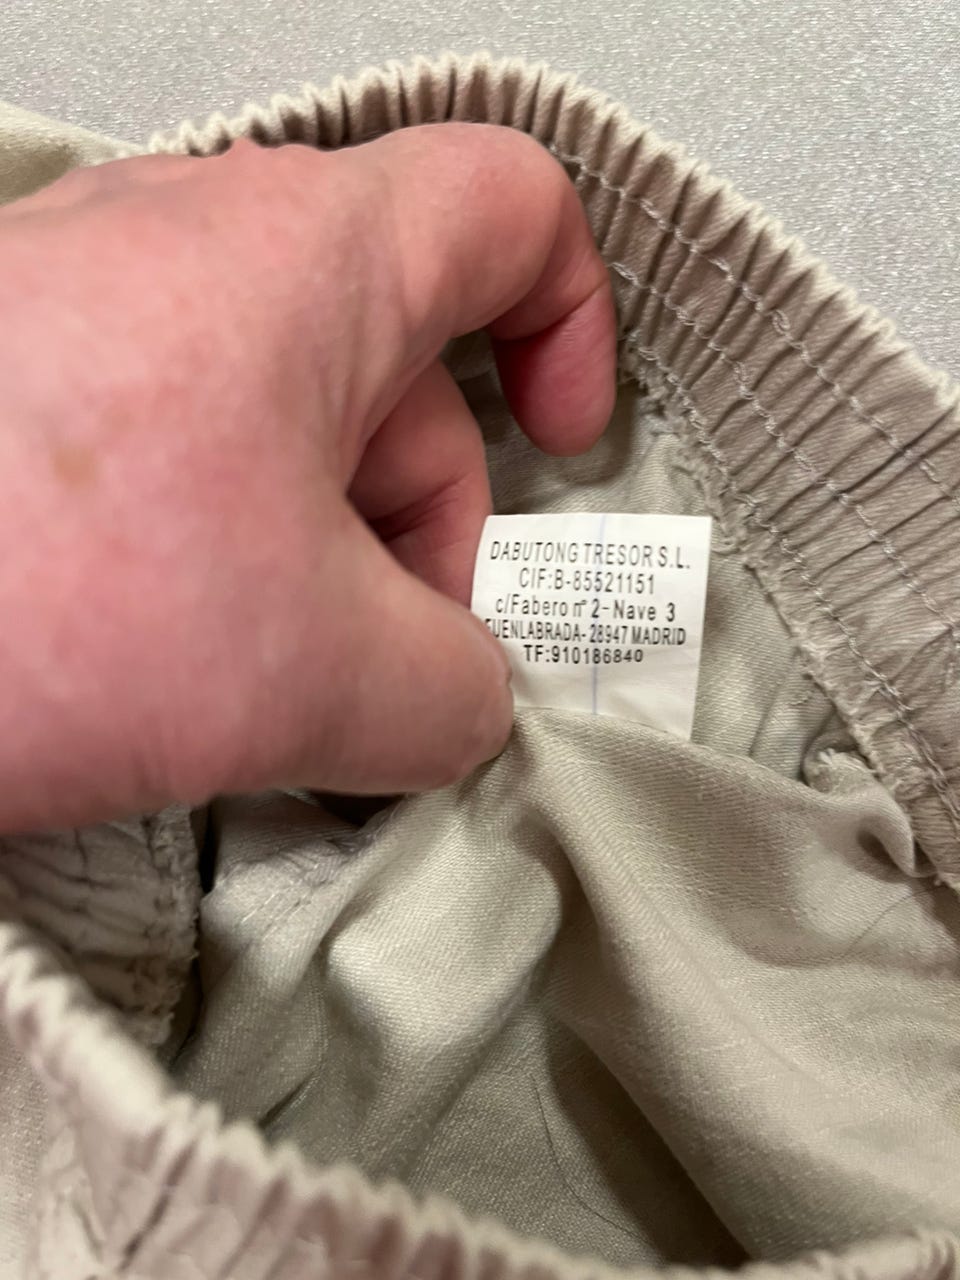 DABUTONG TRESOR S.L.
CIF:B-85521151
c/Fabero nº 2-Nave 3
FUENLABRADA-28947 MADRID
TF:910186840